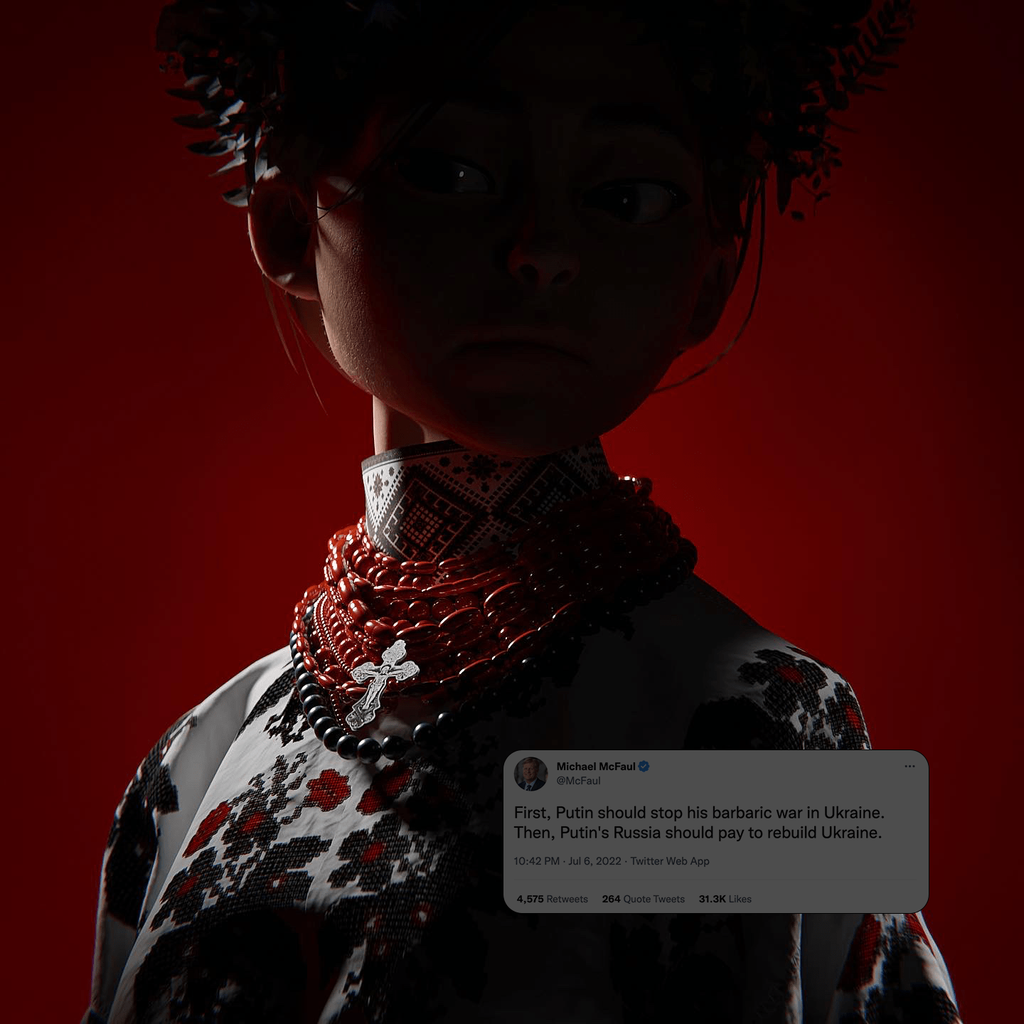 Michael McFaul
@McFaul
First, Putin should stop his barbaric war in Ukraine.
Then, Putin's Russia should pay to rebuild Ukraine.
10:42 PM · Jul 6, 2022 · Twitter Web App
4,575 Retweets 264 Quote Tweets 31.3K Likes